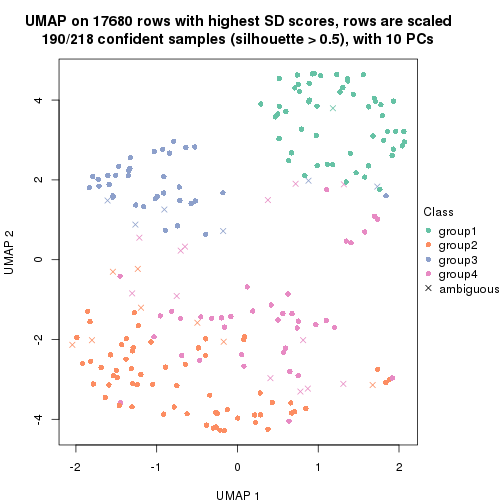 UMAP on 17680 rows with highest SD scores, rows are scaled
190/218 confident samples (silhouette > 0.5), with 10 PCs
4
2
0
-2
-4
UMAP 2
-2
-1
0
1
2
UMAP 1
Class
group1
group2
group3
group4
ambiguous